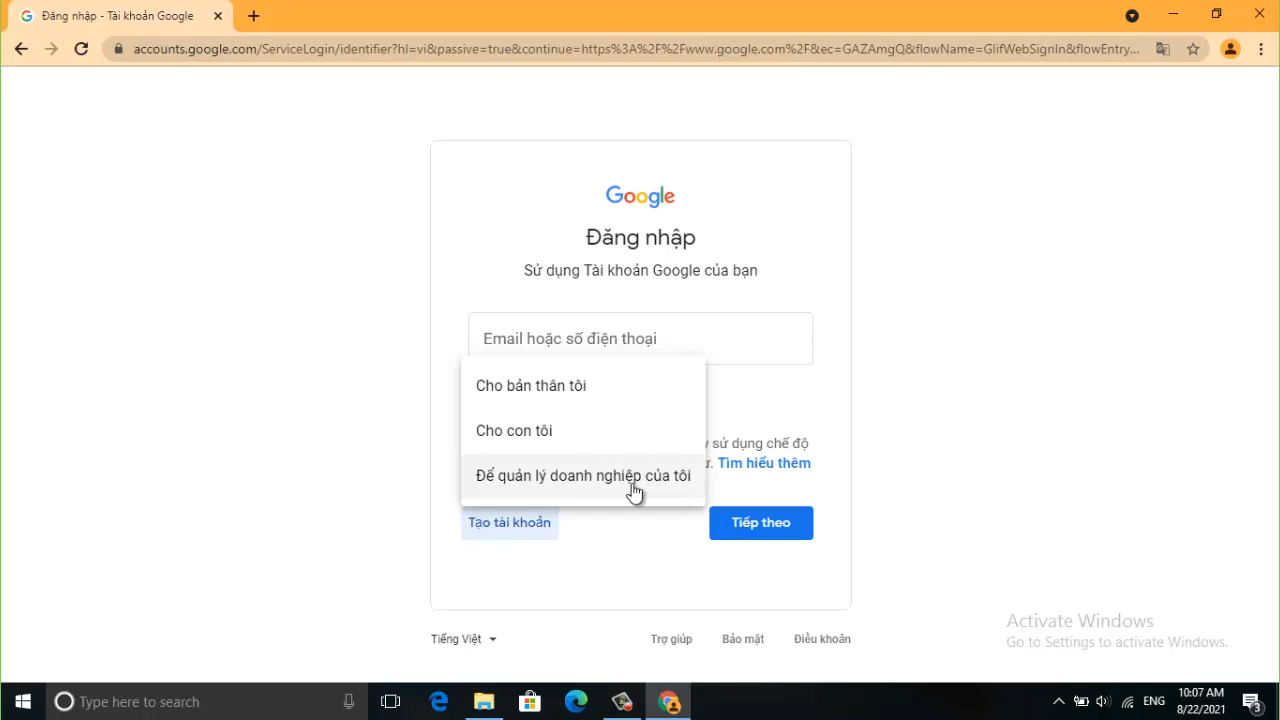 Đăng nhập - Tài khoản Google
accounts.google.com/ServiceLogin/identifier?hl=vi&passive=true&continue=https%3A%2F%2Fwww.google.com%2F&ec=GAZAmgQ&flowName=GlifWebSignIn&flowEntry...
Google
Đăng nhập
Sử dụng Tài khoản Google của bạn
Email hoặc số điện thoại
Cho bản thân tôi
Cho con tôi
sử dụng chế độ
Tìm hiểu thêm
Để quản lý doanh nghiệp của tôi
Tạo tài khoản
Tiếp theo
Tiếng Việt
Trợ giúp
Bảo mật
Điều khoản
Activate Windows
Go to Settings to activate Windows.
Type here to search
ENG
10:07 AM
8/22/2021
3